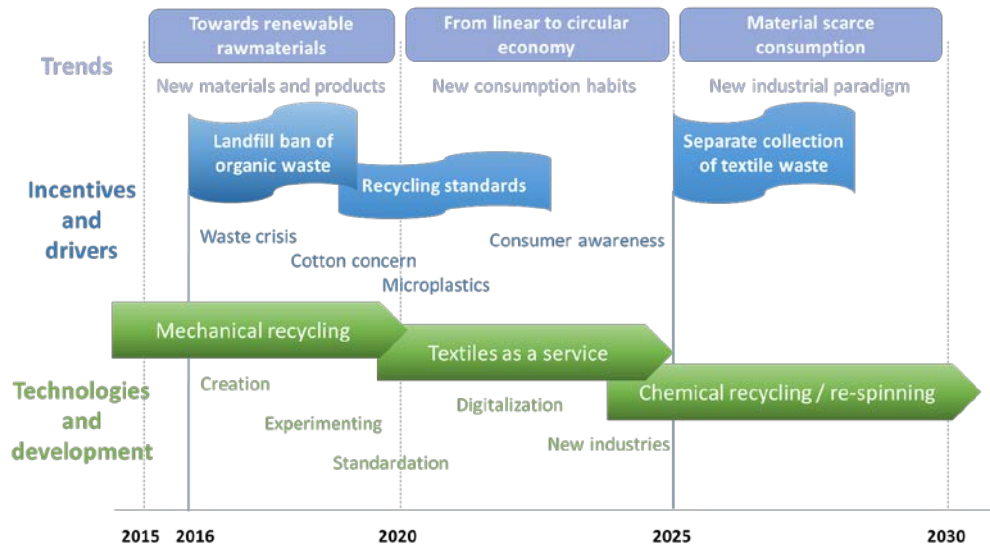 Towards renewable
rawmaterials
From linear to circular
economy
Material scarce
consumption
Trends
New materials and products
New consumption habits
New industrial paradigm
Landfill ban of
organic waste
Recycling standards
Separate collection
of textile waste
Incentives
and
drivers
Waste crisis
Cotton concern
Microplastics
Consumer awareness
Mechanical recycling
Textiles as a service
Chemical recycling / re-spinning
Technologies
and
development
Creation
Experimenting
Standardation
Digitalization
New industries
2015
2016
2020
2025
2030